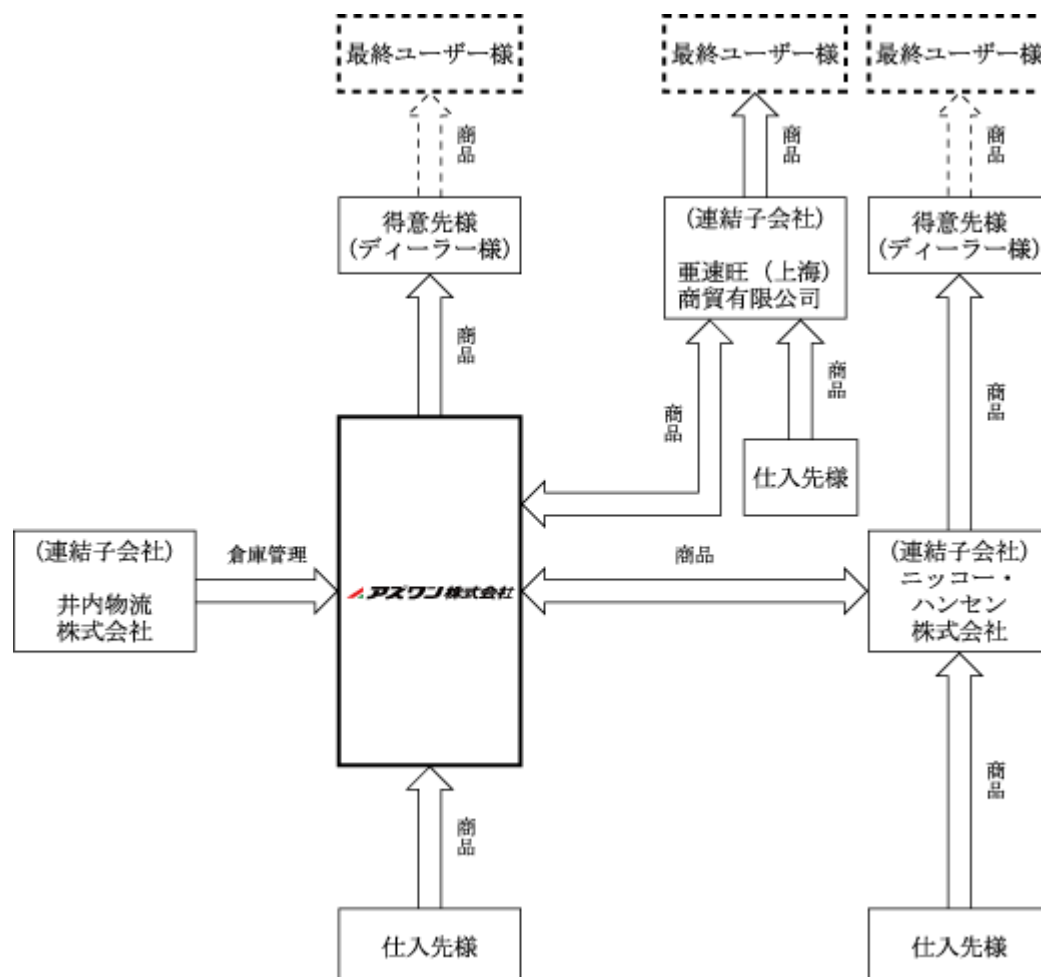 最終ユーザー様
最終ユーザー様
最終ユーザー様
商品
商品
商品
得意先様
(ディーラー様)
(連結子会社)
亜速旺（上海）
商貿有限公司
得意先様
(ディーラー様)
商品
商品
商品
商品
仕入先様
(連結子会社)
井内物流
株式会社
倉庫管理
アズワン株式会社
商品
(連結子会社)
ニッコー・
ハンセン
株式会社
商品
商品
仕入先様
仕入先様